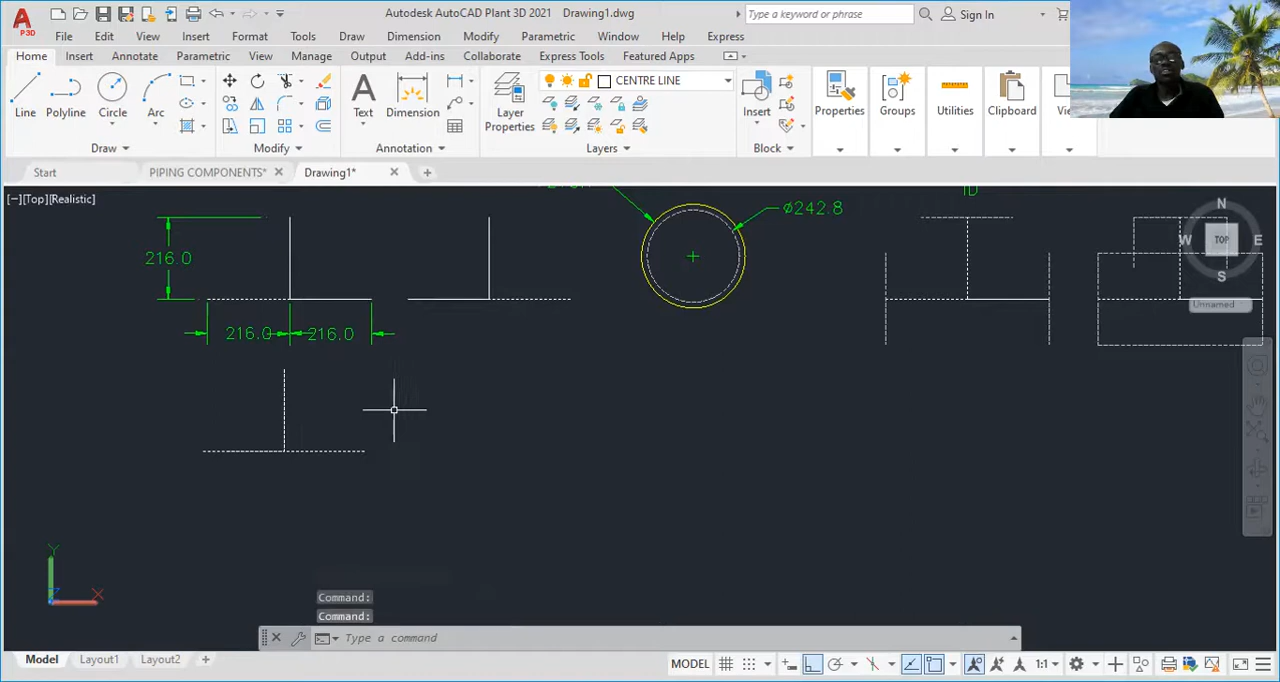 Autodesk AutoCAD Plant 3D 2021 Drawing1.dwg
Type a keyword or phrase
Sign In
P3D
File Edit View Insert Format Tools Draw Dimension Modify Parametric Window Help Express
Home Insert Annotate Parametric View Manage Output Add-ins Collaborate Express Tools Featured Apps
CENTRE LINE
Line Polyline Circle Arc Text Dimension Layer Properties Insert Properties Groups Utilities Clipboard
Draw Modify Annotation Layers Block
Start PIPING COMPONENTS* Drawing1*
[−][Top][Realistic]
ID
ø242.8
216.0
216.0 216.0
N
W TOP E
S
Unnamed
Y
X
Z
Command:
Command:
Type a command
Model Layout1 Layout2 +
MODEL 1:1